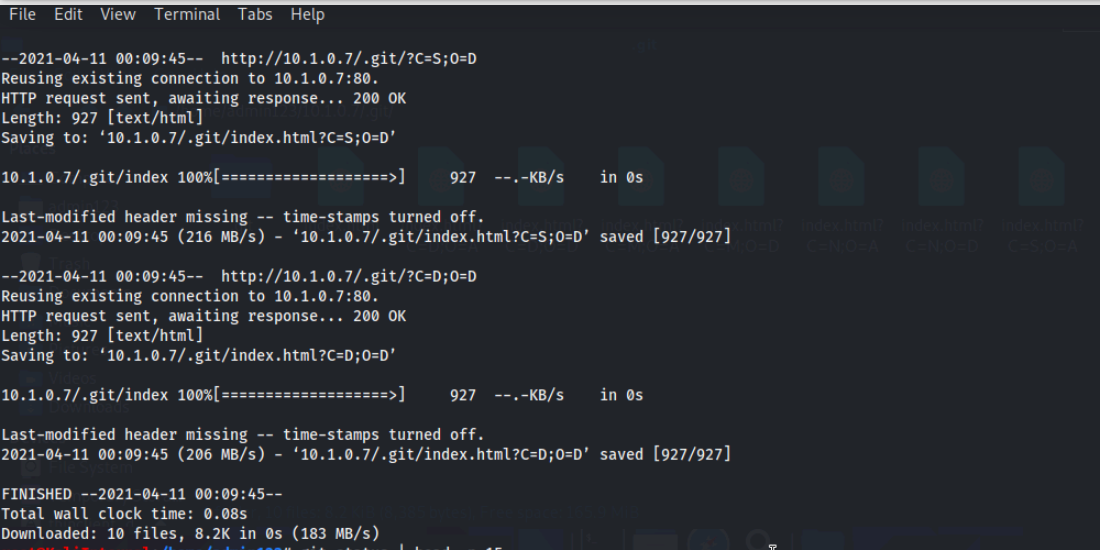 File Edit View Terminal Tabs Help
--2021-04-11 00:09:45-- http://10.1.0.7/.git/?C=S;O=D
Reusing existing connection to 10.1.0.7:80.
HTTP request sent, awaiting response... 200 OK
Length: 927 [text/html]
Saving to: ‘10.1.0.7/.git/index.html?C=S;O=D’
10.1.0.7/.git/index 100%[===================>] 927 --.-KB/s in 0s
Last-modified header missing -- time-stamps turned off.
2021-04-11 00:09:45 (216 MB/s) - ‘10.1.0.7/.git/index.html?C=S;O=D’ saved [927/927]
--2021-04-11 00:09:45-- http://10.1.0.7/.git/?C=D;O=D
Reusing existing connection to 10.1.0.7:80.
HTTP request sent, awaiting response... 200 OK
Length: 927 [text/html]
Saving to: ‘10.1.0.7/.git/index.html?C=D;O=D’
10.1.0.7/.git/index 100%[===================>] 927 --.-KB/s in 0s
Last-modified header missing -- time-stamps turned off.
2021-04-11 00:09:45 (206 MB/s) - ‘10.1.0.7/.git/index.html?C=D;O=D’ saved [927/927]
FINISHED --2021-04-11 00:09:45--
Total wall clock time: 0.08s
Downloaded: 10 files, 8.2K in 0s (183 MB/s)